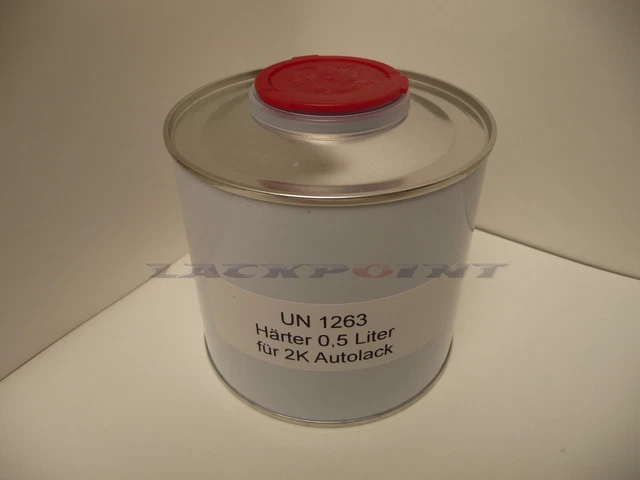 LACKPOINT
UN 1263
Härter 0,5 Liter
für 2K Autolack